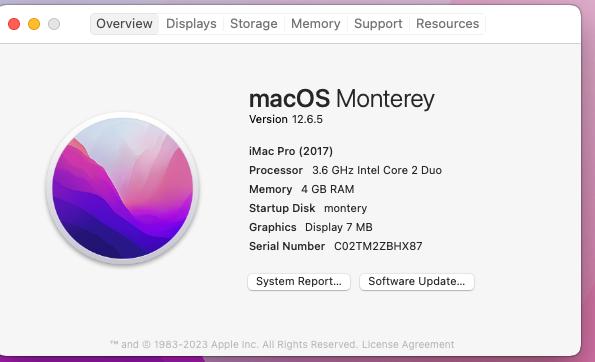 Overview Displays Storage Memory Support Resources
macOS Monterey
Version 12.6.5
iMac Pro (2017)
Processor 3.6 GHz Intel Core 2 Duo
Memory 4 GB RAM
Startup Disk montery
Graphics Display 7 MB
Serial Number C02TM2ZBHX87
System Report... Software Update...
™ and © 1983-2023 Apple Inc. All Rights Reserved. License Agreement